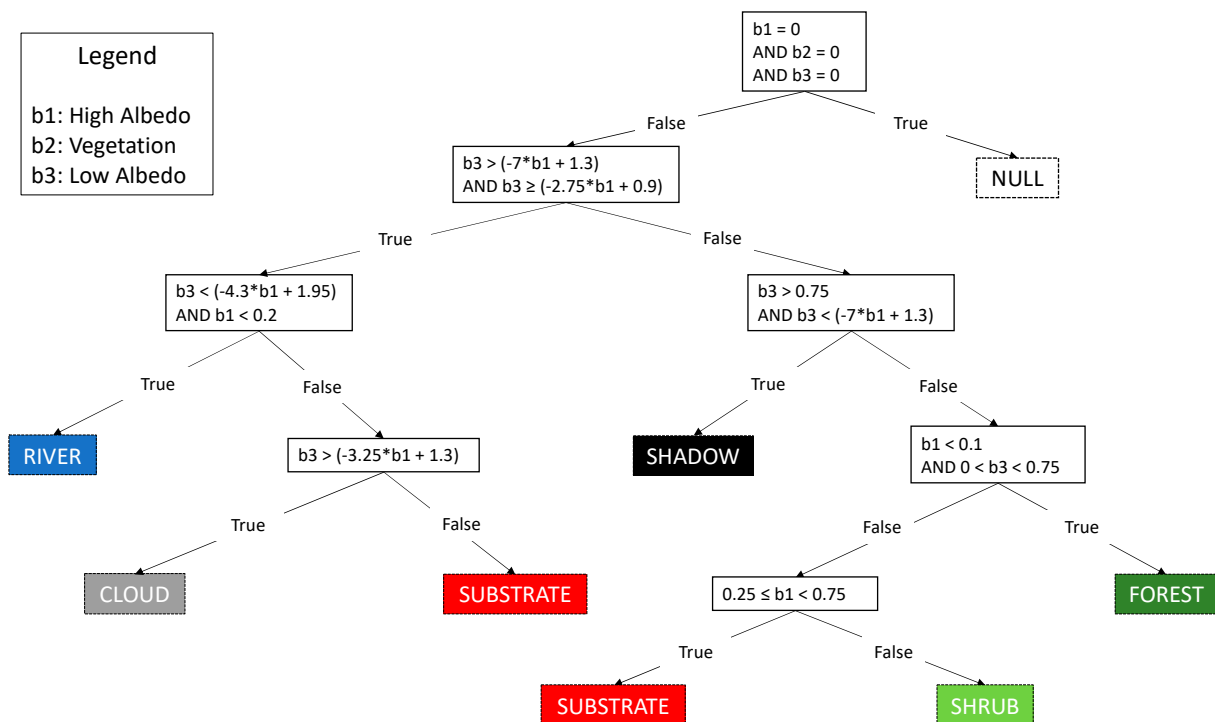 Legend
b1: High Albedo
b2: Vegetation
b3: Low Albedo
b1 = 0
AND b2 = 0
AND b3 = 0
False
True
b3 > (-7*b1 + 1.3)
AND b3 ≥ (-2.75*b1 + 0.9)
NULL
True
False
b3 < (-4.3*b1 + 1.95)
AND b1 < 0.2
b3 > 0.75
AND b3 < (-7*b1 + 1.3)
True
False
True
False
RIVER
b3 > (-3.25*b1 + 1.3)
SHADOW
b1 < 0.1
AND 0 < b3 < 0.75
True
False
False
True
CLOUD
SUBSTRATE
0.25 ≤ b1 < 0.75
FOREST
True
False
SUBSTRATE
SHRUB